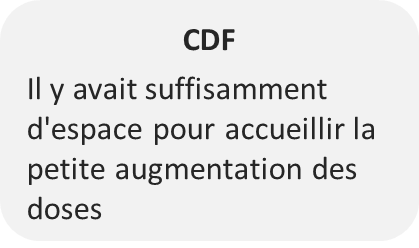 CDF
Il y avait suffisamment
d'espace pour accueillir la
petite augmentation des
doses